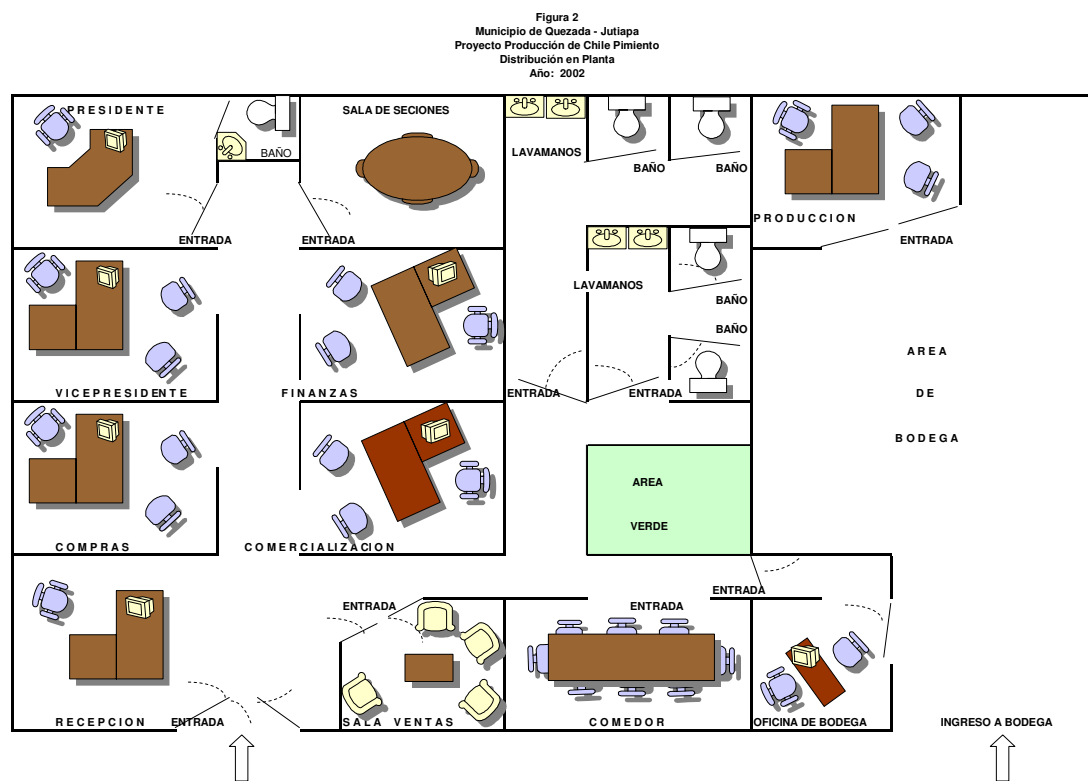 Figura 2
Municipio de Quezada - Jutiapa
Proyecto Producción de Chile Pimiento
Distribución en Planta
Año: 2002
PRESIDENTE
SALA DE SECIONES
BAÑO
LAVAMANOS
BAÑO
BAÑO
PRODUCCION
ENTRADA
ENTRADA
ENTRADA
LAVAMANOS
BAÑO
BAÑO
AREA
DE
BODEGA
VICEPRESIDENTE
FINANZAS
ENTRADA
ENTRADA
AREA
VERDE
COMPRAS
COMERCIALIZACION
ENTRADA
ENTRADA
ENTRADA
RECEPCION
ENTRADA
SALA VENTAS
COMEDOR
OFICINA DE BODEGA
INGRESO A BODEGA